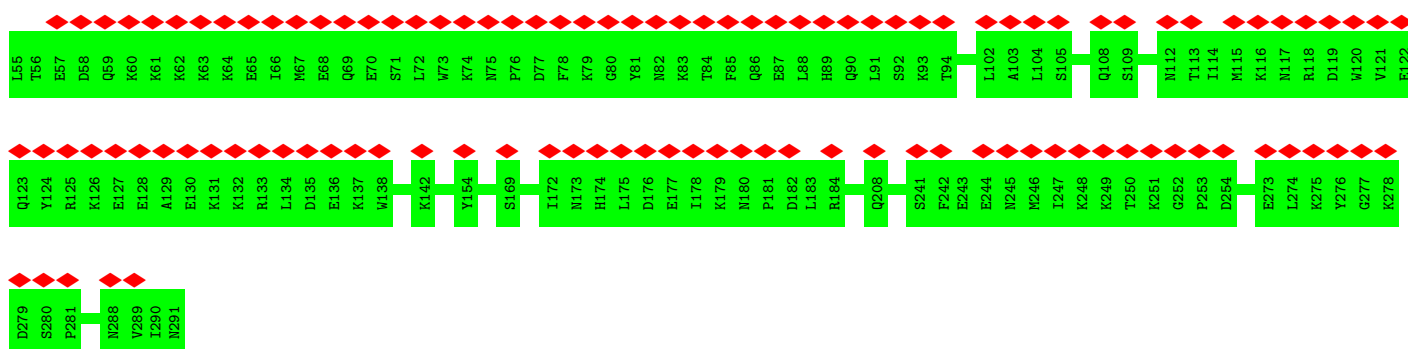 L55 T56 E57 D58 Q59 K60 K61 K62 K63 K64 E65 I66 M67 E68 Q69 E70 S71 L72 W73 K74 N75 P76 D77 F78 K79 G80 Y81 N82 K83 T84 F85 Q86 E87 L88 H89 Q90 L91 S92 K93 T94 L102 A103 L104 S105 Q108 S109 N112 T113 I114 M115 K116 N117 R118 D119 W120 V121 E122
Q123 Y124 R125 K126 E127 E128 A129 E130 K131 K132 R133 L134 D135 E136 K137 W138 K142 Y154 S169 I172 N173 H174 L175 D176 E177 I178 K179 N180 P181 D182 L183 R184 Q208 S241 F242 E243 E244 N245 M246 I247 K248 K249 T250 K251 G252 P253 D254 E273 L274 K275 Y276 G277 K278
D279 S280 P281 N288 V289 I290 N291